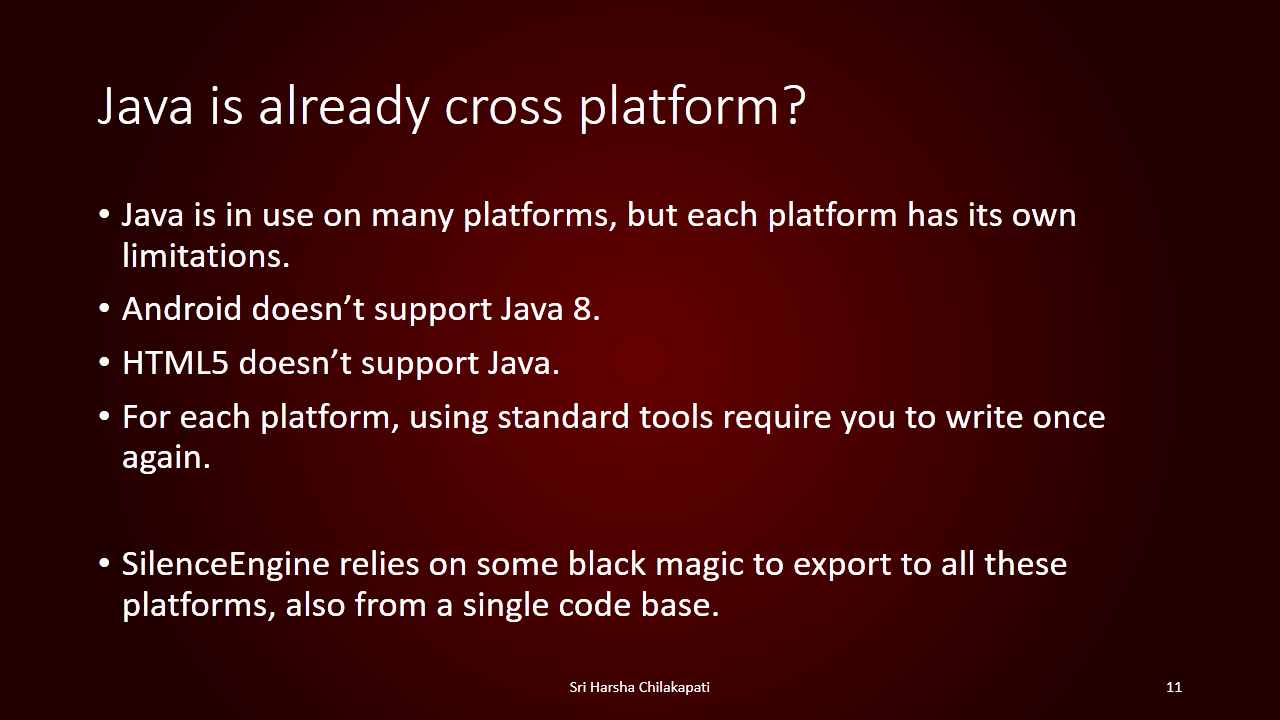 Java is already cross platform?
• Java is in use on many platforms, but each platform has its own
limitations.
• Android doesn’t support Java 8.
• HTML5 doesn’t support Java.
• For each platform, using standard tools require you to write once
again.
• SilenceEngine relies on some black magic to export to all these
platforms, also from a single code base.
Sri Harsha Chilakapati
11